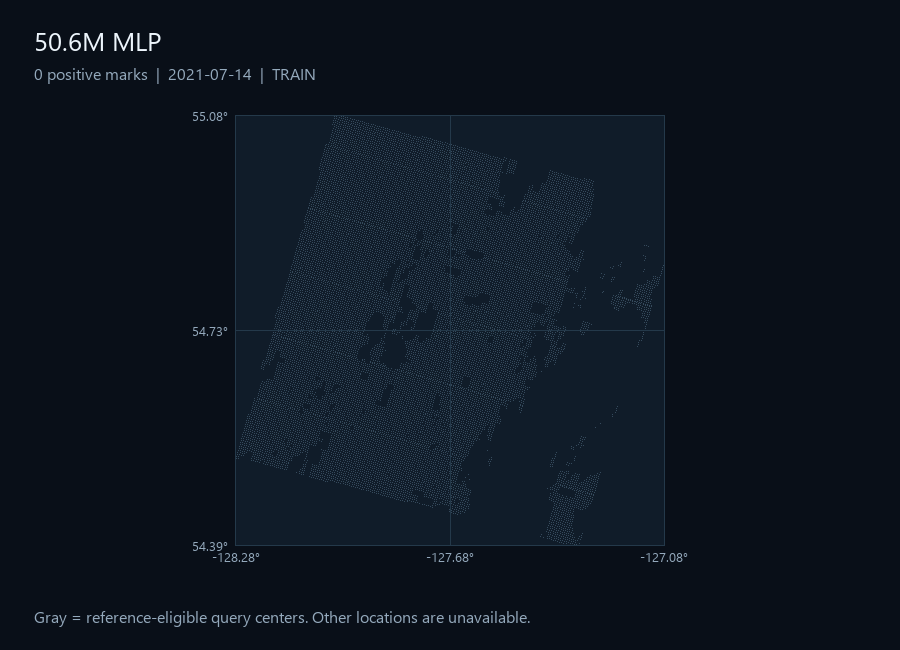 50.6M MLP
0 positive marks | 2021-07-14 | TRAIN
55.08°
54.73°
54.39°
-128.28° -127.68° -127.08°
Gray = reference-eligible query centers. Other locations are unavailable.